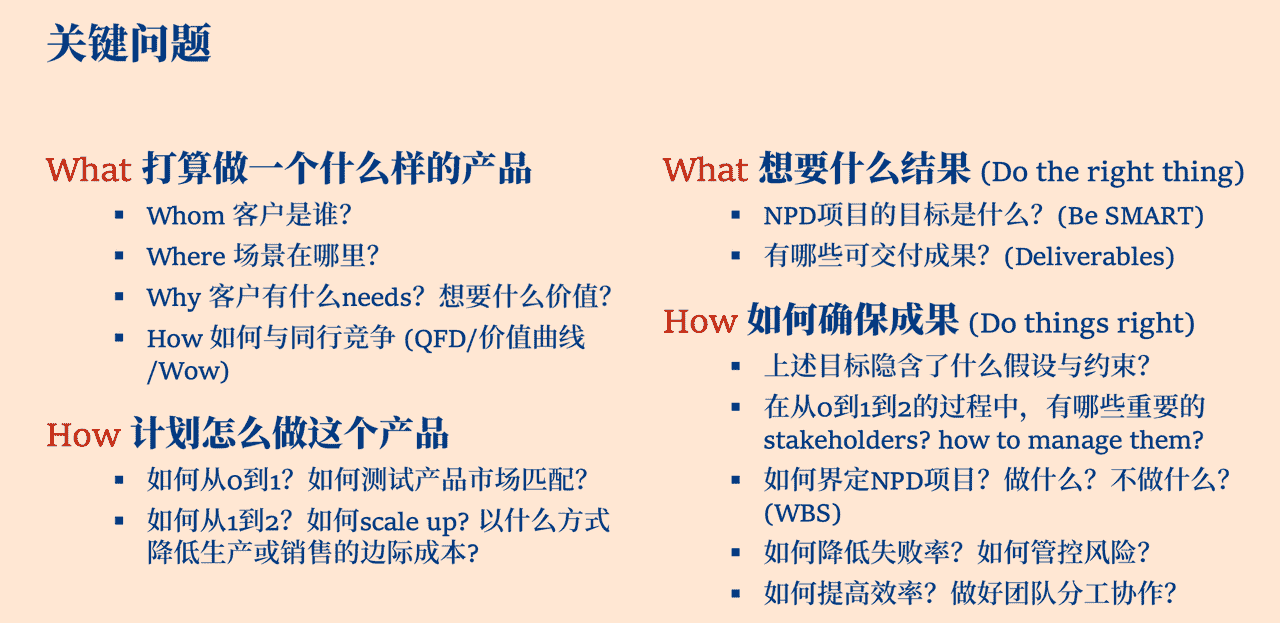 关键问题
What 打算做一个什么样的产品
▪ Whom 客户是谁？
▪ Where 场景在哪里？
▪ Why 客户有什么needs？想要什么价值？
▪ How 如何与同行竞争 (QFD/价值曲线
/Wow)
How 计划怎么做这个产品
▪ 如何从0到1？如何测试产品市场匹配？
▪ 如何从1到2？如何scale up? 以什么方式
降低生产或销售的边际成本?
What 想要什么结果 (Do the right thing)
▪ NPD项目的目标是什么？(Be SMART)
▪ 有哪些可交付成果？(Deliverables)
How 如何确保成果 (Do things right)
▪ 上述目标隐含了什么假设与约束？
▪ 在从0到1到2的过程中，有哪些重要的
stakeholders? how to manage them?
▪ 如何界定NPD项目？做什么？不做什么？
(WBS)
▪ 如何降低失败率？如何管控风险？
▪ 如何提高效率？做好团队分工协作？